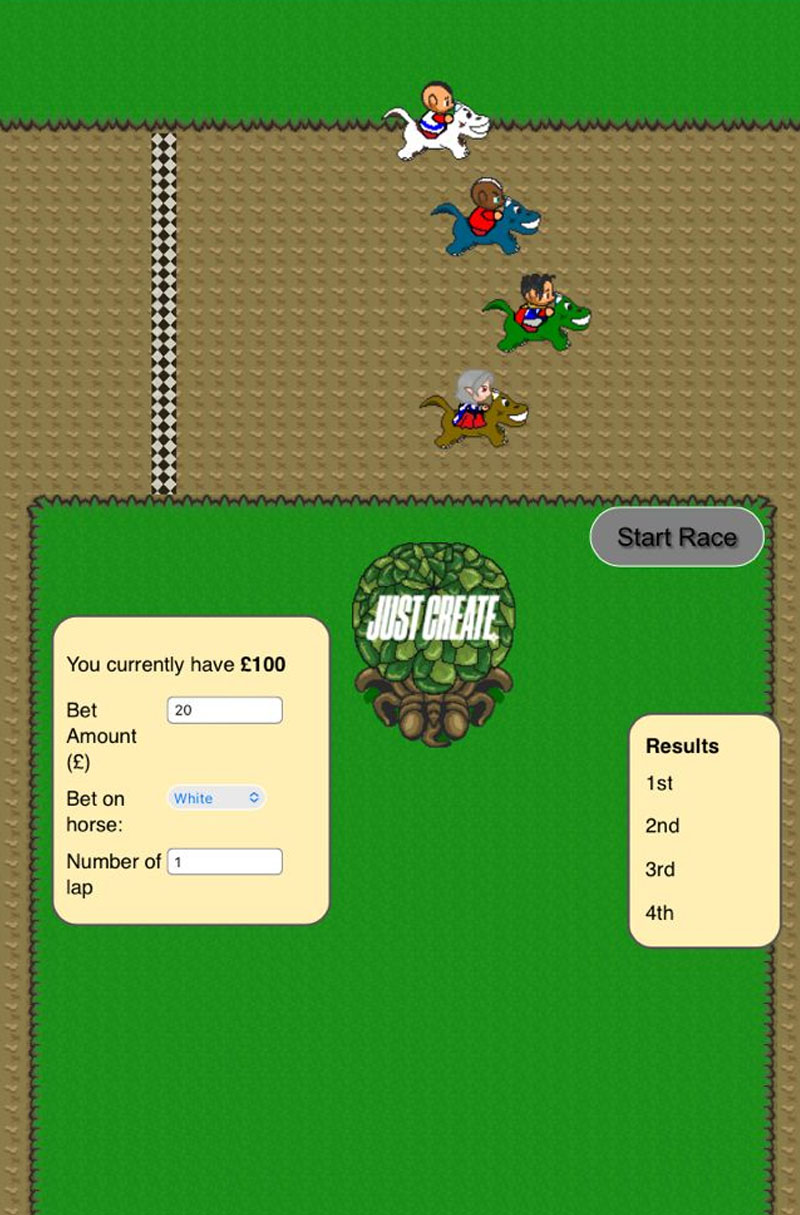 Start Race
JUST CREATE.
You currently have £100
Bet
Amount
(£)
20
Bet on
horse:
White
Number of
lap
1
Results
1st
2nd
3rd
4th